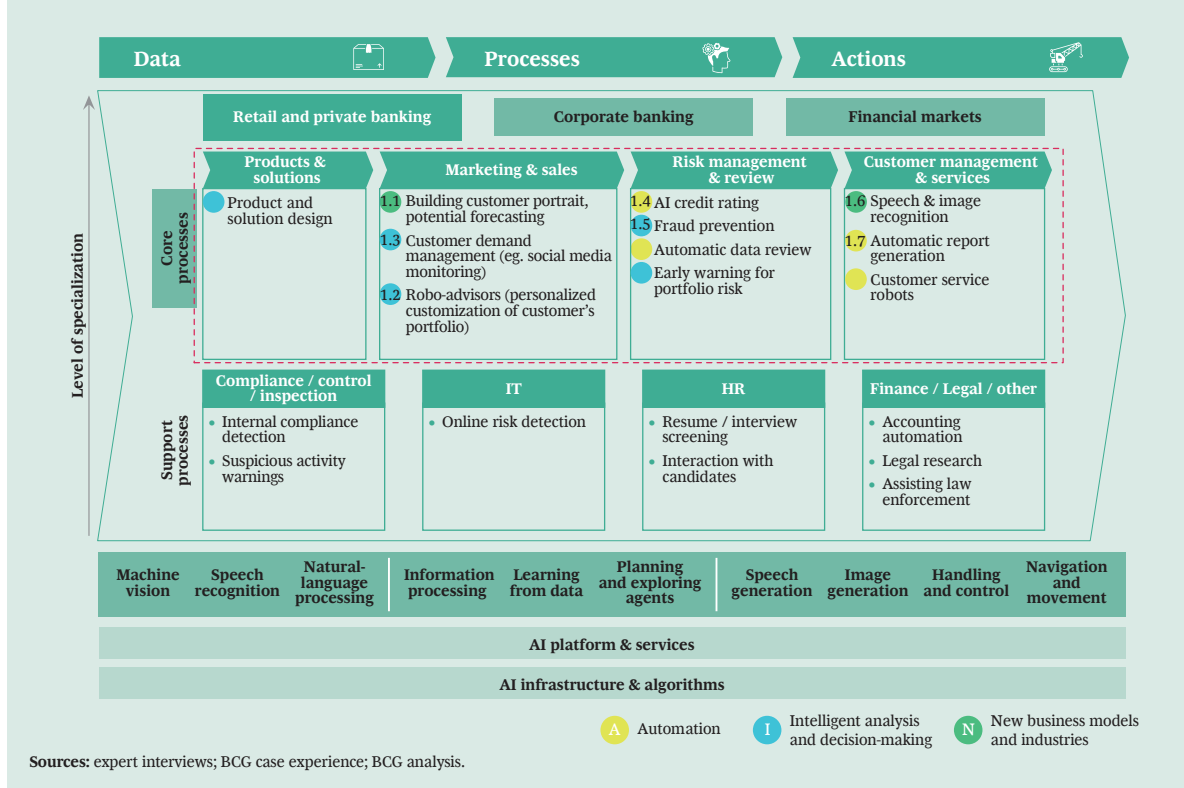 Data
Processes
Actions
Level of specialization
Retail and private banking
Corporate banking
Financial markets
Core
processes
Products &
solutions
Product and
solution design
Marketing & sales
1.1 Building customer portrait,
potential forecasting
1.3 Customer demand
management (eg. social media
monitoring)
1.2 Robo-advisors (personalized
customization of customer's
portfolio)
Risk management
& review
1.4 AI credit rating
1.5 Fraud prevention
Automatic data review
Early warning for
portfolio risk
Customer management
& services
1.6 Speech & image
recognition
1.7 Automatic report
generation
Customer service
robots
Support
processes
Compliance / control
/ inspection
• Internal compliance
detection
• Suspicious activity
warnings
IT
• Online risk detection
HR
• Resume / interview
screening
• Interaction with
candidates
Finance / Legal / other
• Accounting
automation
• Legal research
• Assisting law
enforcement
Machine
vision
Speech
recognition
Natural-
language
processing
Information
processing
Learning
from data
Planning
and exploring
agents
Speech
generation
Image
generation
Handling
and control
Navigation
and
movement
AI platform & services
AI infrastructure & algorithms
A Automation
I Intelligent analysis
and decision-making
N New business models
and industries
Sources: expert interviews; BCG case experience; BCG analysis.